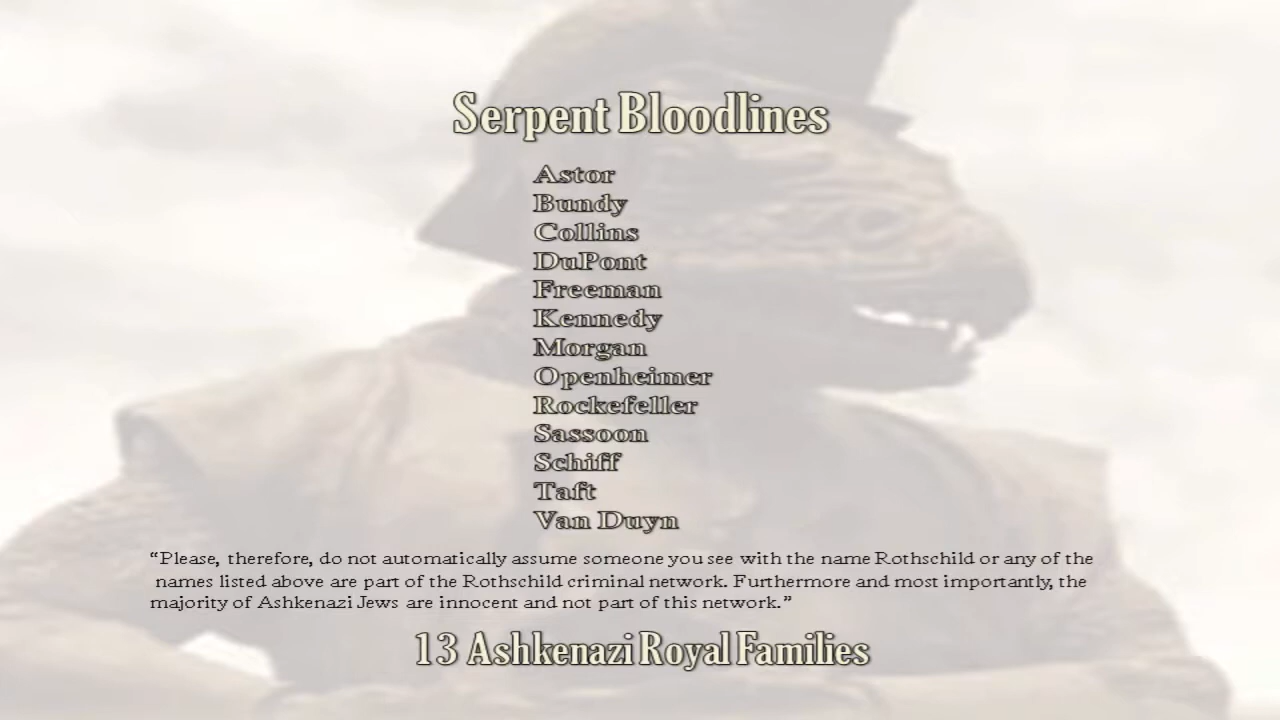 Serpent Bloodlines
Astor
Bundy
Collins
DuPont
Freeman
Kennedy
Morgan
Openheimer
Rockefeller
Sassoon
Schiff
Taft
Van Duyn
“Please, therefore, do not automatically assume someone you see with the name Rothschild or any of the
names listed above are part of the Rothschild criminal network. Furthermore and most importantly, the
majority of Ashkenazi Jews are innocent and not part of this network.”
13 Ashkenazi Royal Families